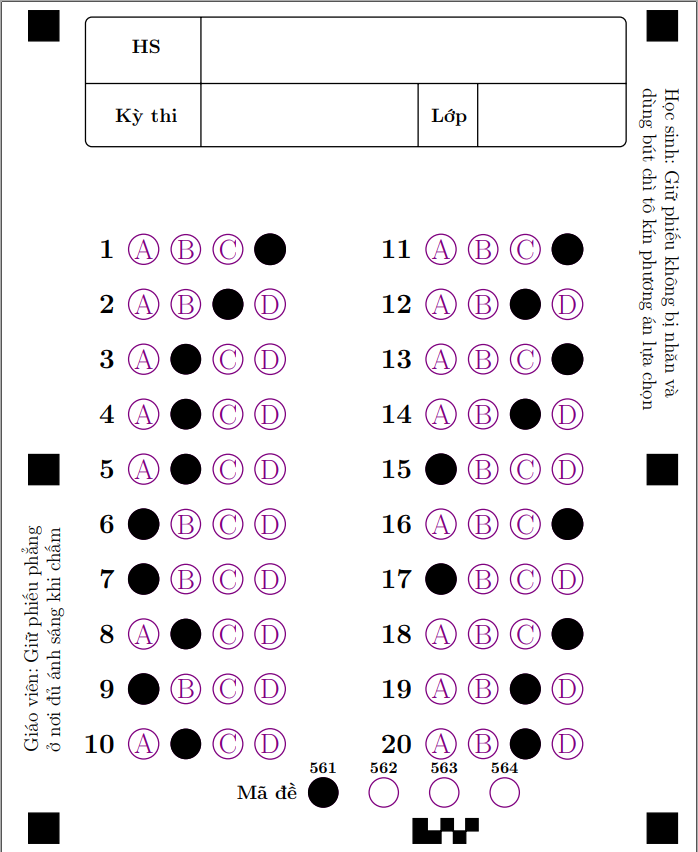 HS
Kỳ thi Lớp
Học sinh: Giữ phiếu không bị nhăn và
dùng bút chì tô kín phương án lựa chọn
1 A B C
2 A B D
3 A C D
4 A C D
5 A C D
6 B C D
7 B C D
8 A C D
9 B C D
10 A C D
11 A B C
12 A B D
13 A B C
14 A B D
15 B C D
16 A B C
17 B C D
18 A B C
19 A B D
20 A B D
Giáo viên: Giữ phiếu phẳng
ở nơi đủ ánh sáng khi chấm
561 562 563 564
Mã đề